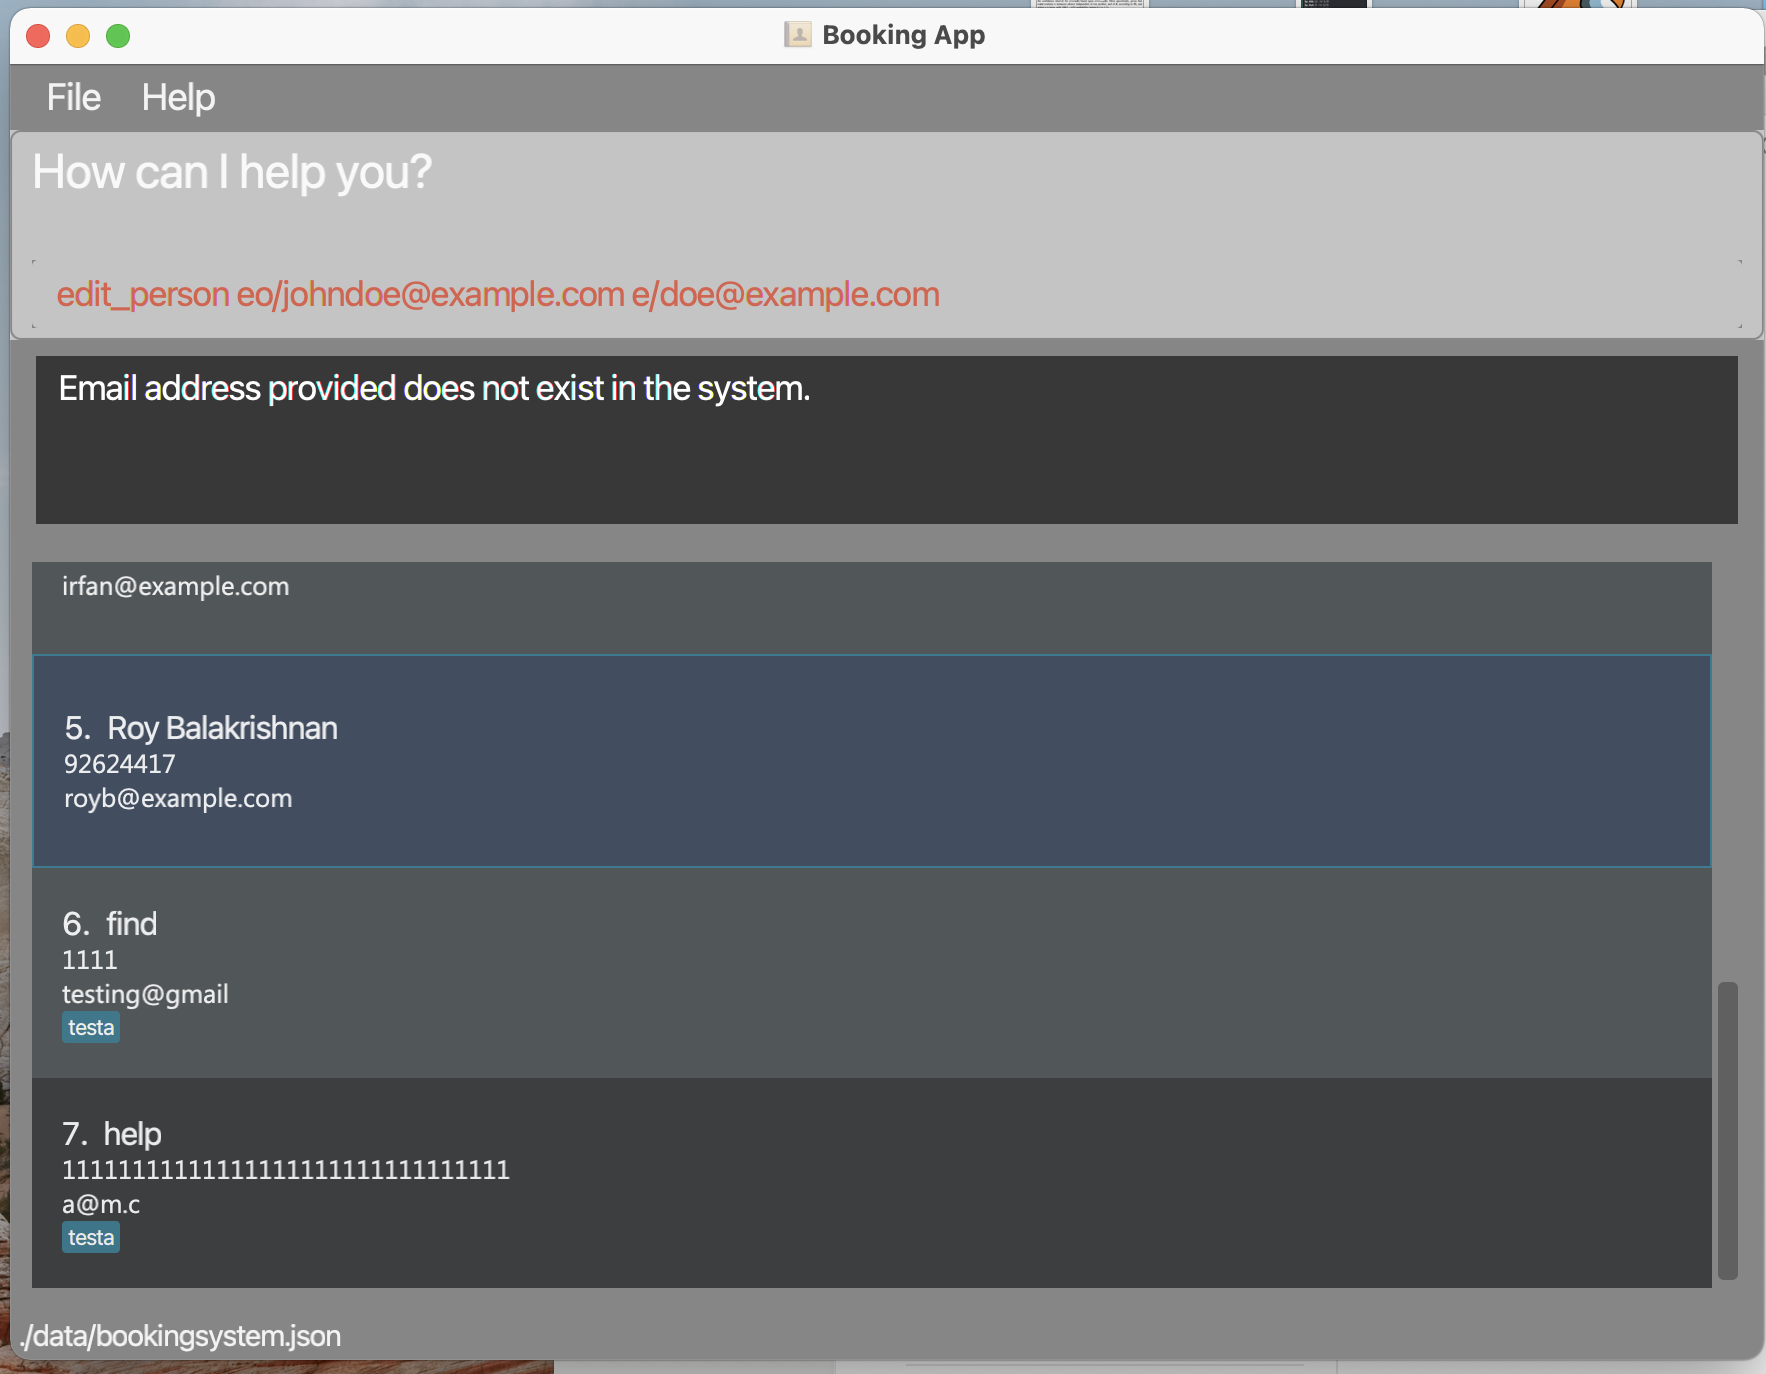 Booking App
File Help
How can I help you?
edit_person eo/johndoe@example.com e/doe@example.com
Email address provided does not exist in the system.
irfan@example.com
5. Roy Balakrishnan
92624417
royb@example.com
6. find
1111
testing@gmail
testa
7. help
11111111111111111111111111111111
a@m.c
testa
./data/bookingsystem.json